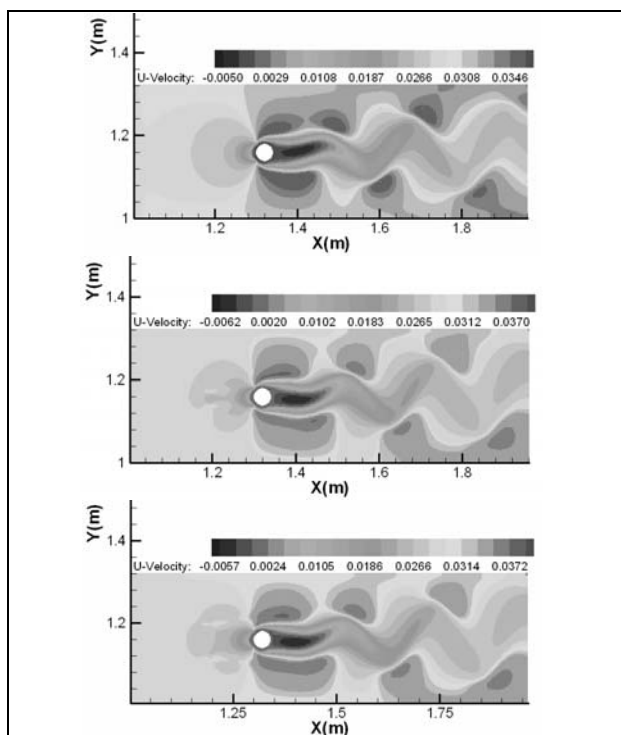 Y(m)
1.4
U-Velocity: -0.0050 0.0029 0.0108 0.0187 0.0266 0.0308 0.0346
1.2
1
1.2 1.4 1.6 1.8
X(m)
Y(m)
1.4
U-Velocity: -0.0062 0.0020 0.0102 0.0183 0.0265 0.0312 0.0370
1.2
1
1.2 1.4 1.6 1.8
X(m)
Y(m)
1.4
U-Velocity: -0.0057 0.0024 0.0105 0.0186 0.0266 0.0314 0.0372
1.2
1.25 1.5 1.75
X(m)